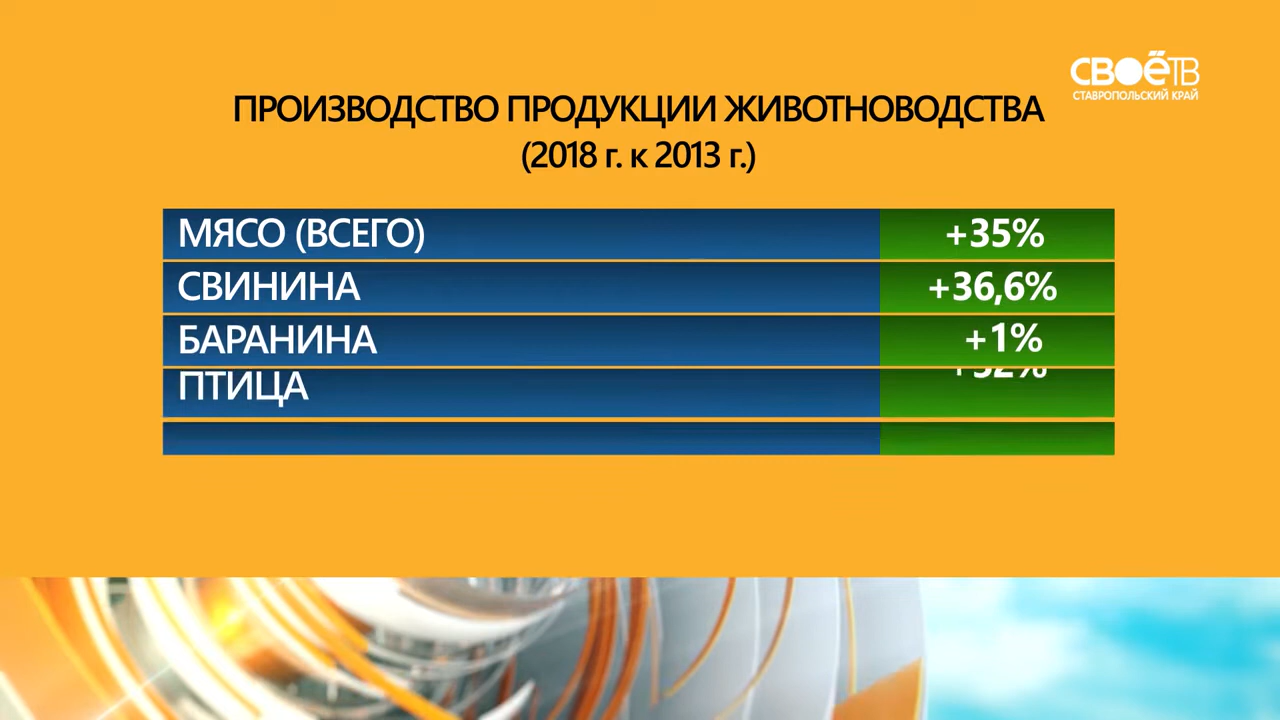 СВОЁТВ
СТАВРОПОЛЬСКИЙ КРАЙ
ПРОИЗВОДСТВО ПРОДУКЦИИ ЖИВОТНОВОДСТВА
(2018 г. к 2013 г.)
МЯСО (ВСЕГО) +35%
СВИНИНА +36,6%
БАРАНИНА +1%
ПТИЦА